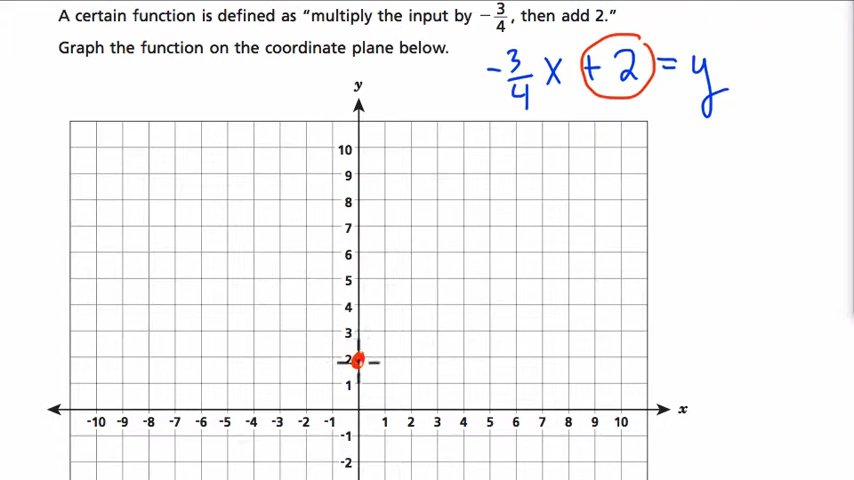 A certain function is defined as “multiply the input by −3/4, then add 2.”
Graph the function on the coordinate plane below.
-3/4 x + 2 = y
y
10
9
8
7
6
5
4
3
2
1
-10 -9 -8 -7 -6 -5 -4 -3 -2 -1 1 2 3 4 5 6 7 8 9 10 x
-1
-2